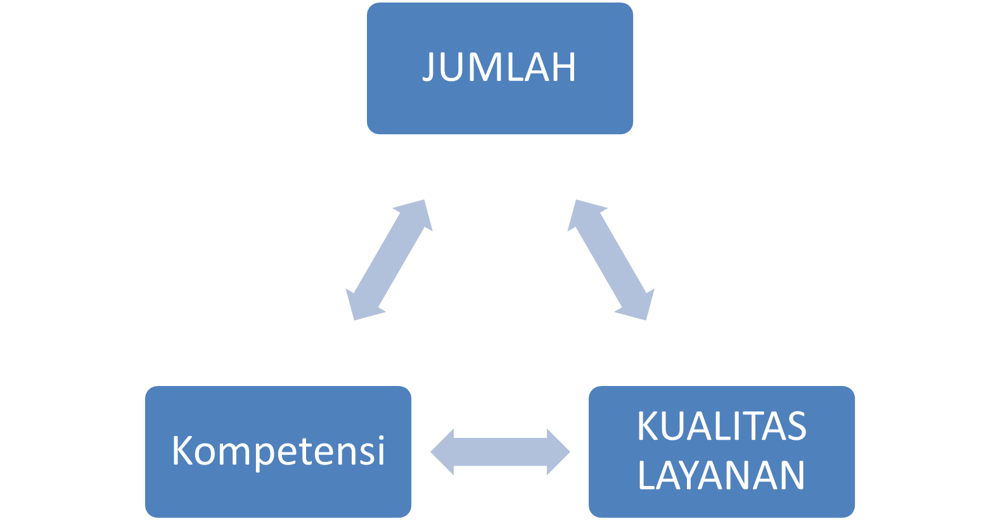 JUMLAH
Kompetensi
KUALITAS
LAYANAN